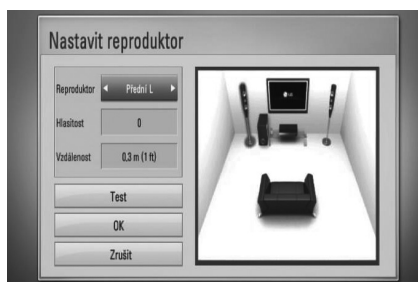 Nastavit reproduktor
Reproduktor Přední L
Hlasitost 0
Vzdálenost 0,3 m (1 ft)
Test
OK
Zrušit